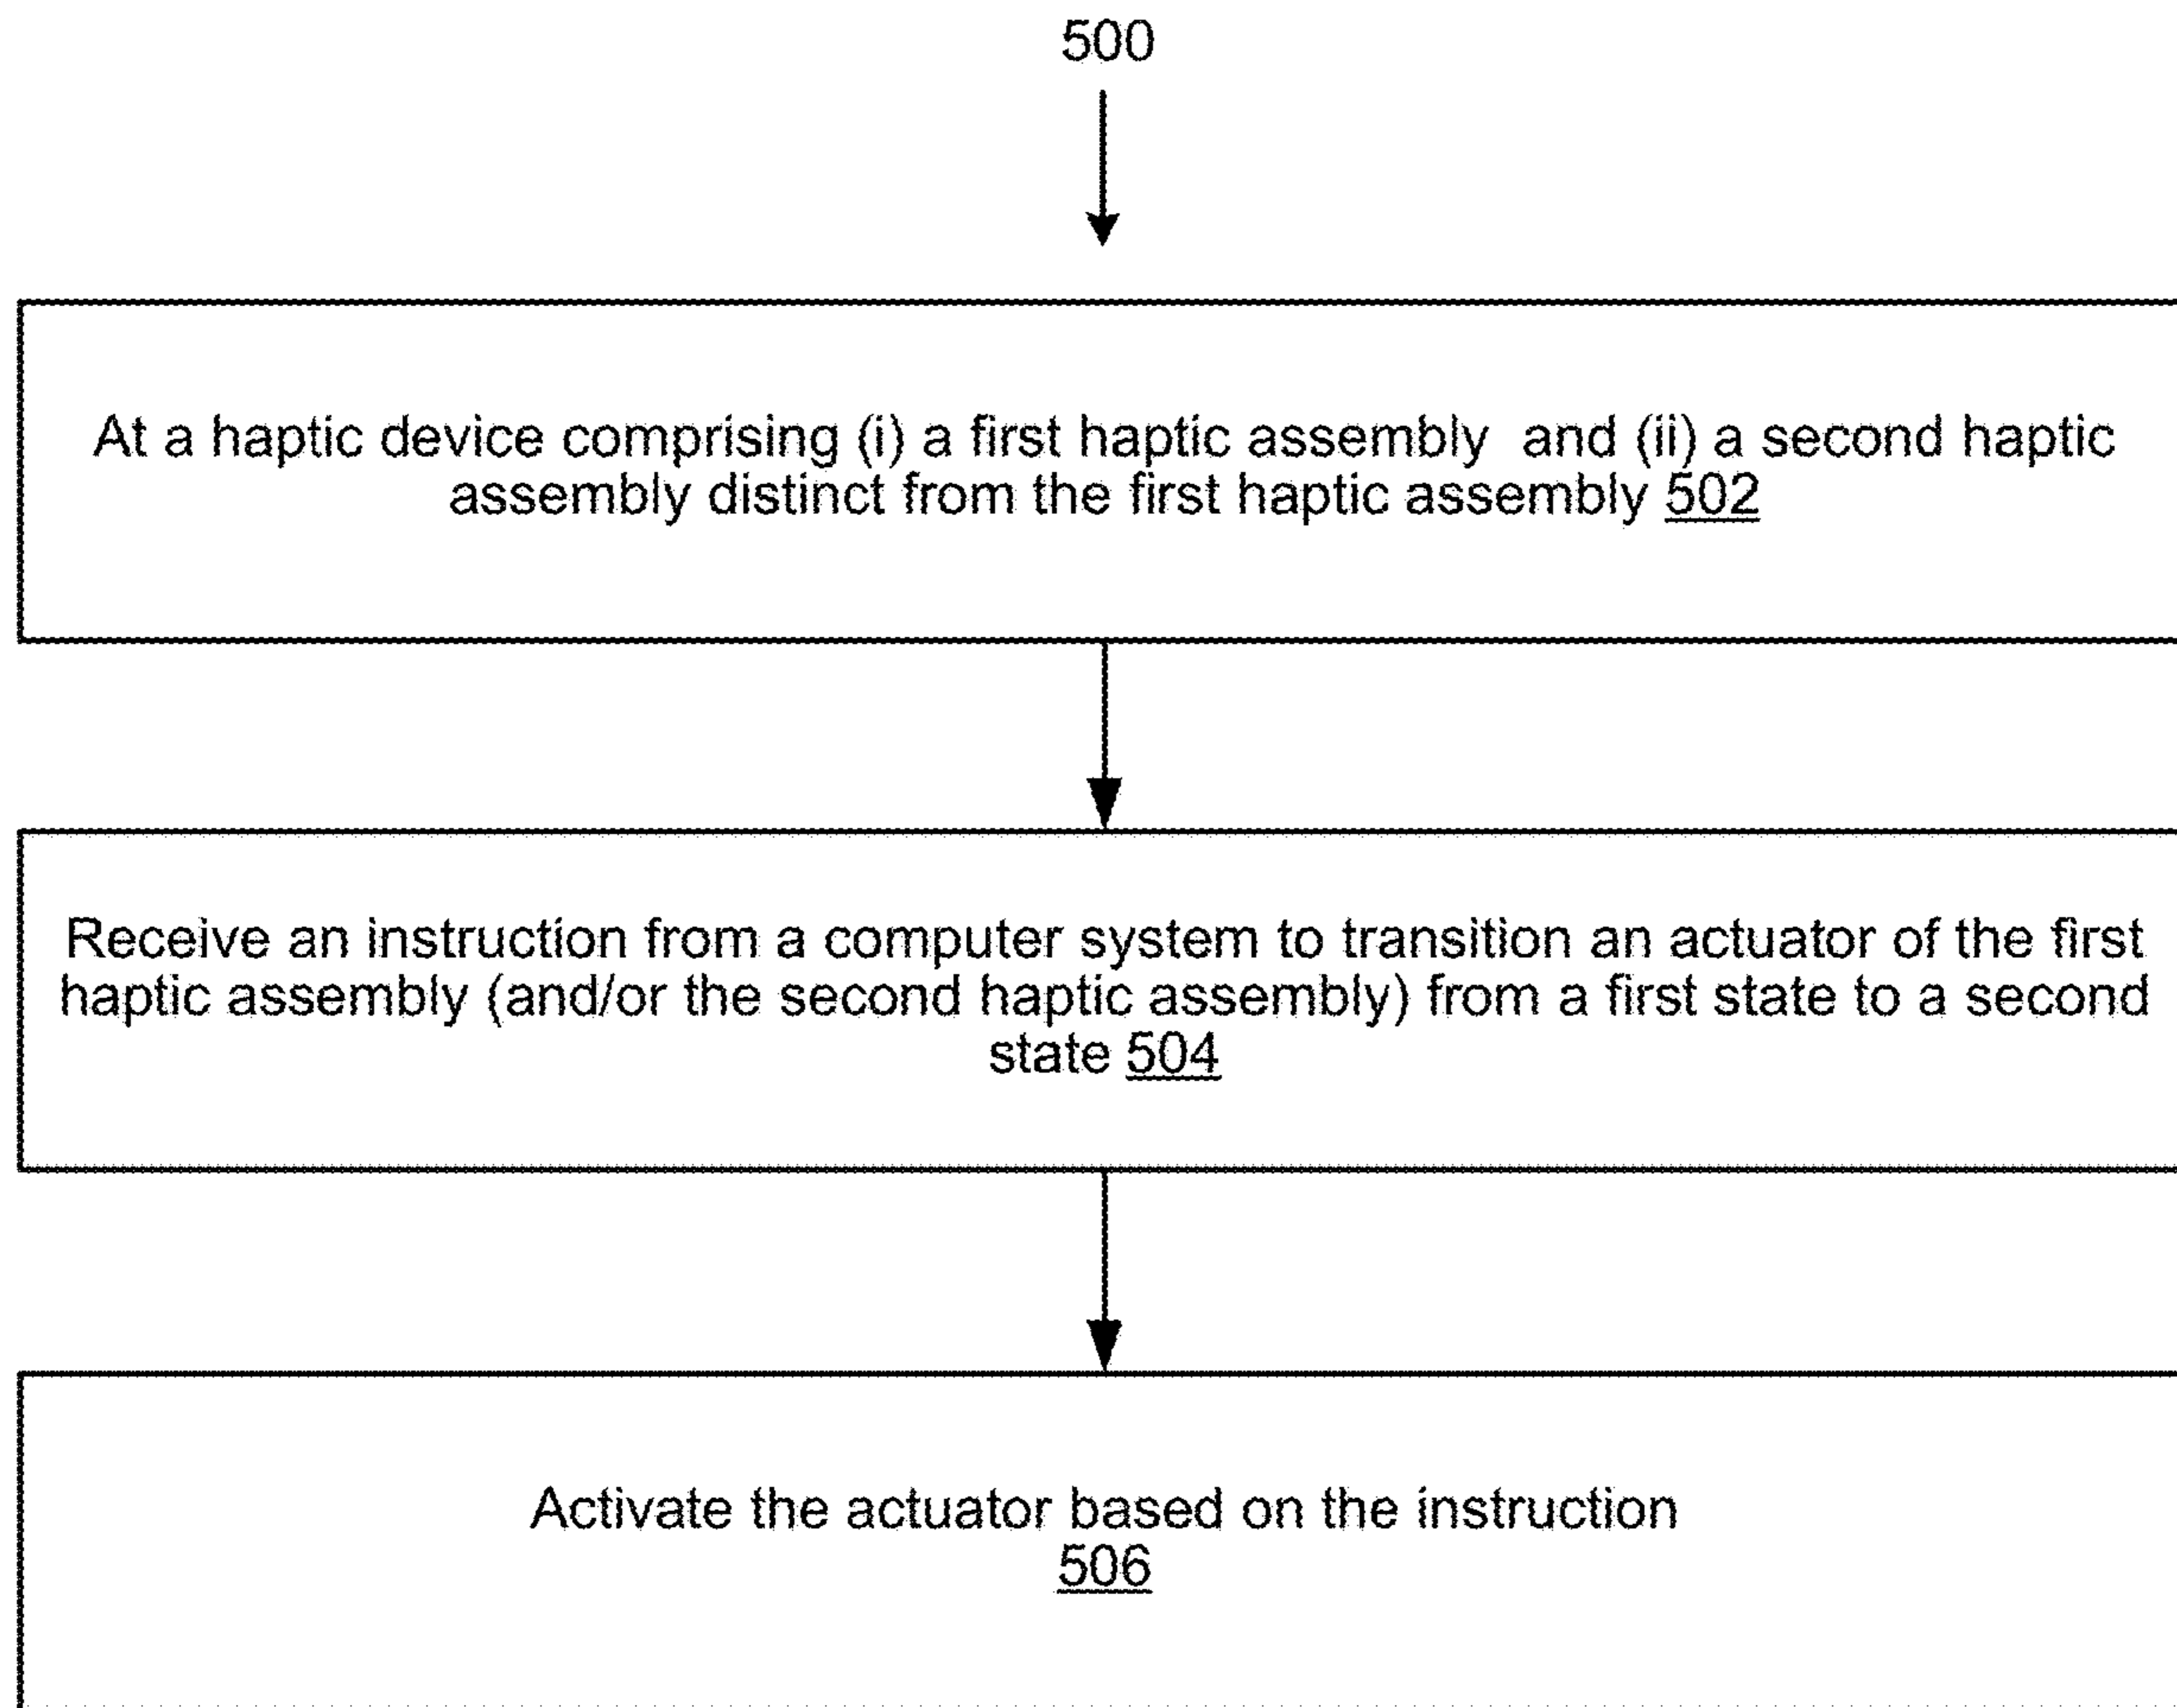 500
At a haptic device comprising (i) a first haptic assembly and (ii) a second haptic
assembly distinct from the first haptic assembly 502
Receive an instruction from a computer system to transition an actuator of the first
haptic assembly (and/or the second haptic assembly) from a first state to a second
state 504
Activate the actuator based on the instruction
506